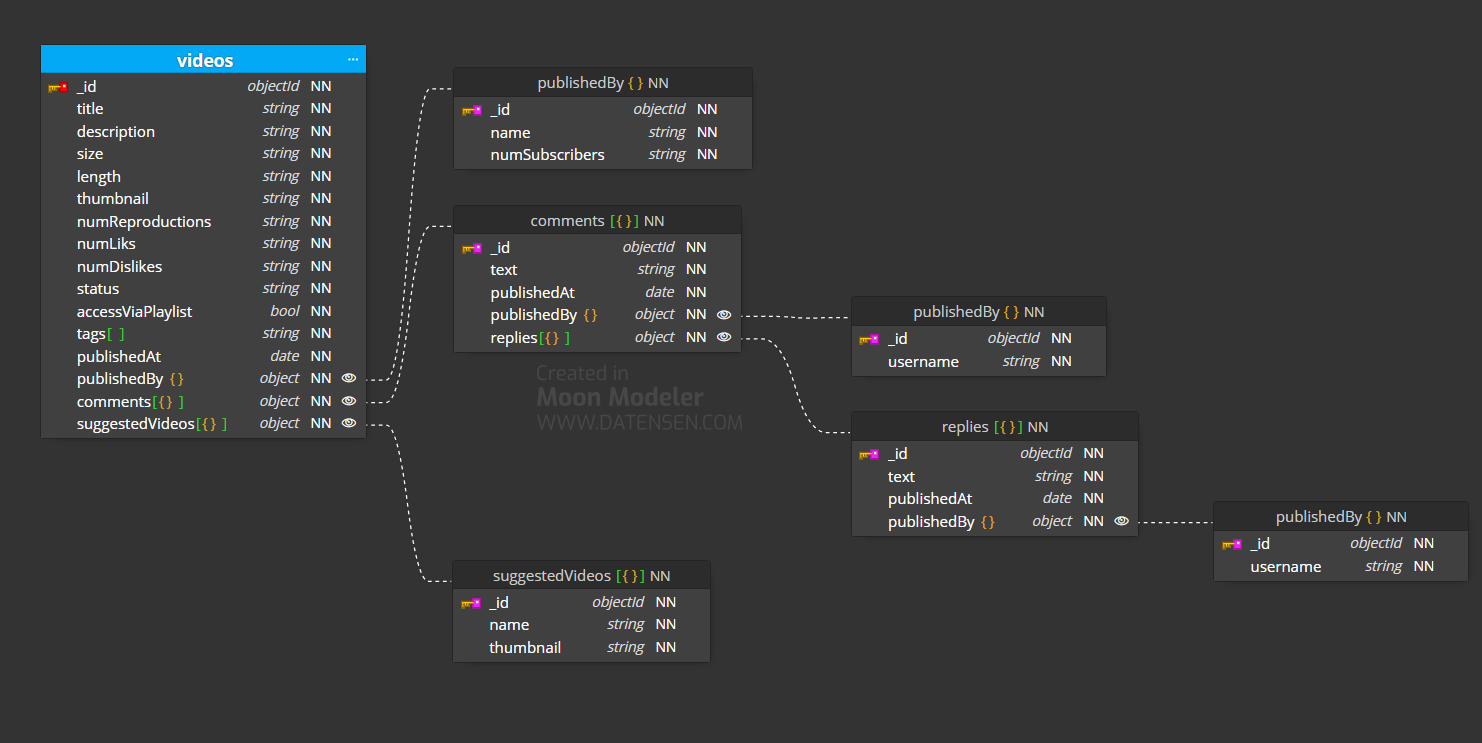 videos ...
_id objectId NN
title string NN
description string NN
size string NN
length string NN
thumbnail string NN
numReproductions string NN
numLiks string NN
numDislikes string NN
status string NN
accessViaPlaylist bool NN
tags[ ] string NN
publishedAt date NN
publishedBy {} object NN
comments[{} ] object NN
suggestedVideos[{} ] object NN
publishedBy { } NN
_id objectId NN
name string NN
numSubscribers string NN
comments [{ }] NN
_id objectId NN
text string NN
publishedAt date NN
publishedBy {} object NN
replies[{} ] object NN
Created in
Moon Modeler
WWW.DATENSEN.COM
publishedBy { } NN
_id objectId NN
username string NN
replies [{ }] NN
_id objectId NN
text string NN
publishedAt date NN
publishedBy {} object NN
publishedBy { } NN
_id objectId NN
username string NN
suggestedVideos [{ }] NN
_id objectId NN
name string NN
thumbnail string NN